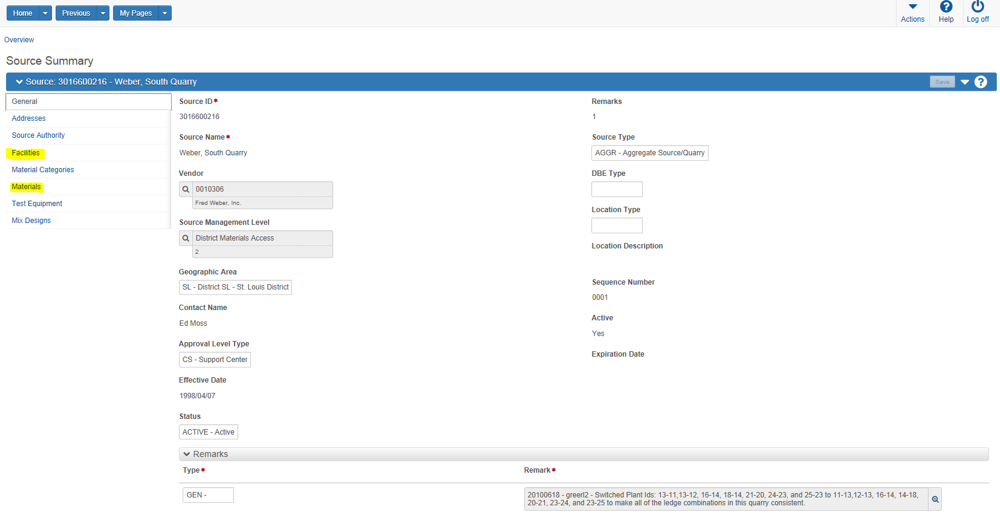 Home
Previous
My Pages
Actions
Help
Log off
Overview
Source Summary
Source: 3016600216 - Weber, South Quarry
Save
?
General
Addresses
Source Authority
Facilities
Material Categories
Materials
Test Equipment
Mix Designs
Source ID*
3016600216
Source Name*
Weber, South Quarry
Vendor
0010306
Fred Weber, Inc.
Source Management Level
District Materials Access
2
Geographic Area
SL - District SL - St. Louis District
Contact Name
Ed Moss
Approval Level Type
CS - Support Center
Effective Date
1998/04/07
Status
ACTIVE - Active
Remarks
1
Source Type
AGGR - Aggregate Source/Quarry
DBE Type
Location Type
Location Description
Sequence Number
0001
Active
Yes
Expiration Date
Remarks
Type*
Remark*
GEN -
20100618 - greerl2 - Switched Plant Ids: 13-11,13-12, 16-14, 18-14, 21-20, 24-23, and 25-23 to 11-13,12-13, 16-14, 14-18,
20-21, 23-24, and 23-25 to make all of the ledge combinations in this quarry consistent.